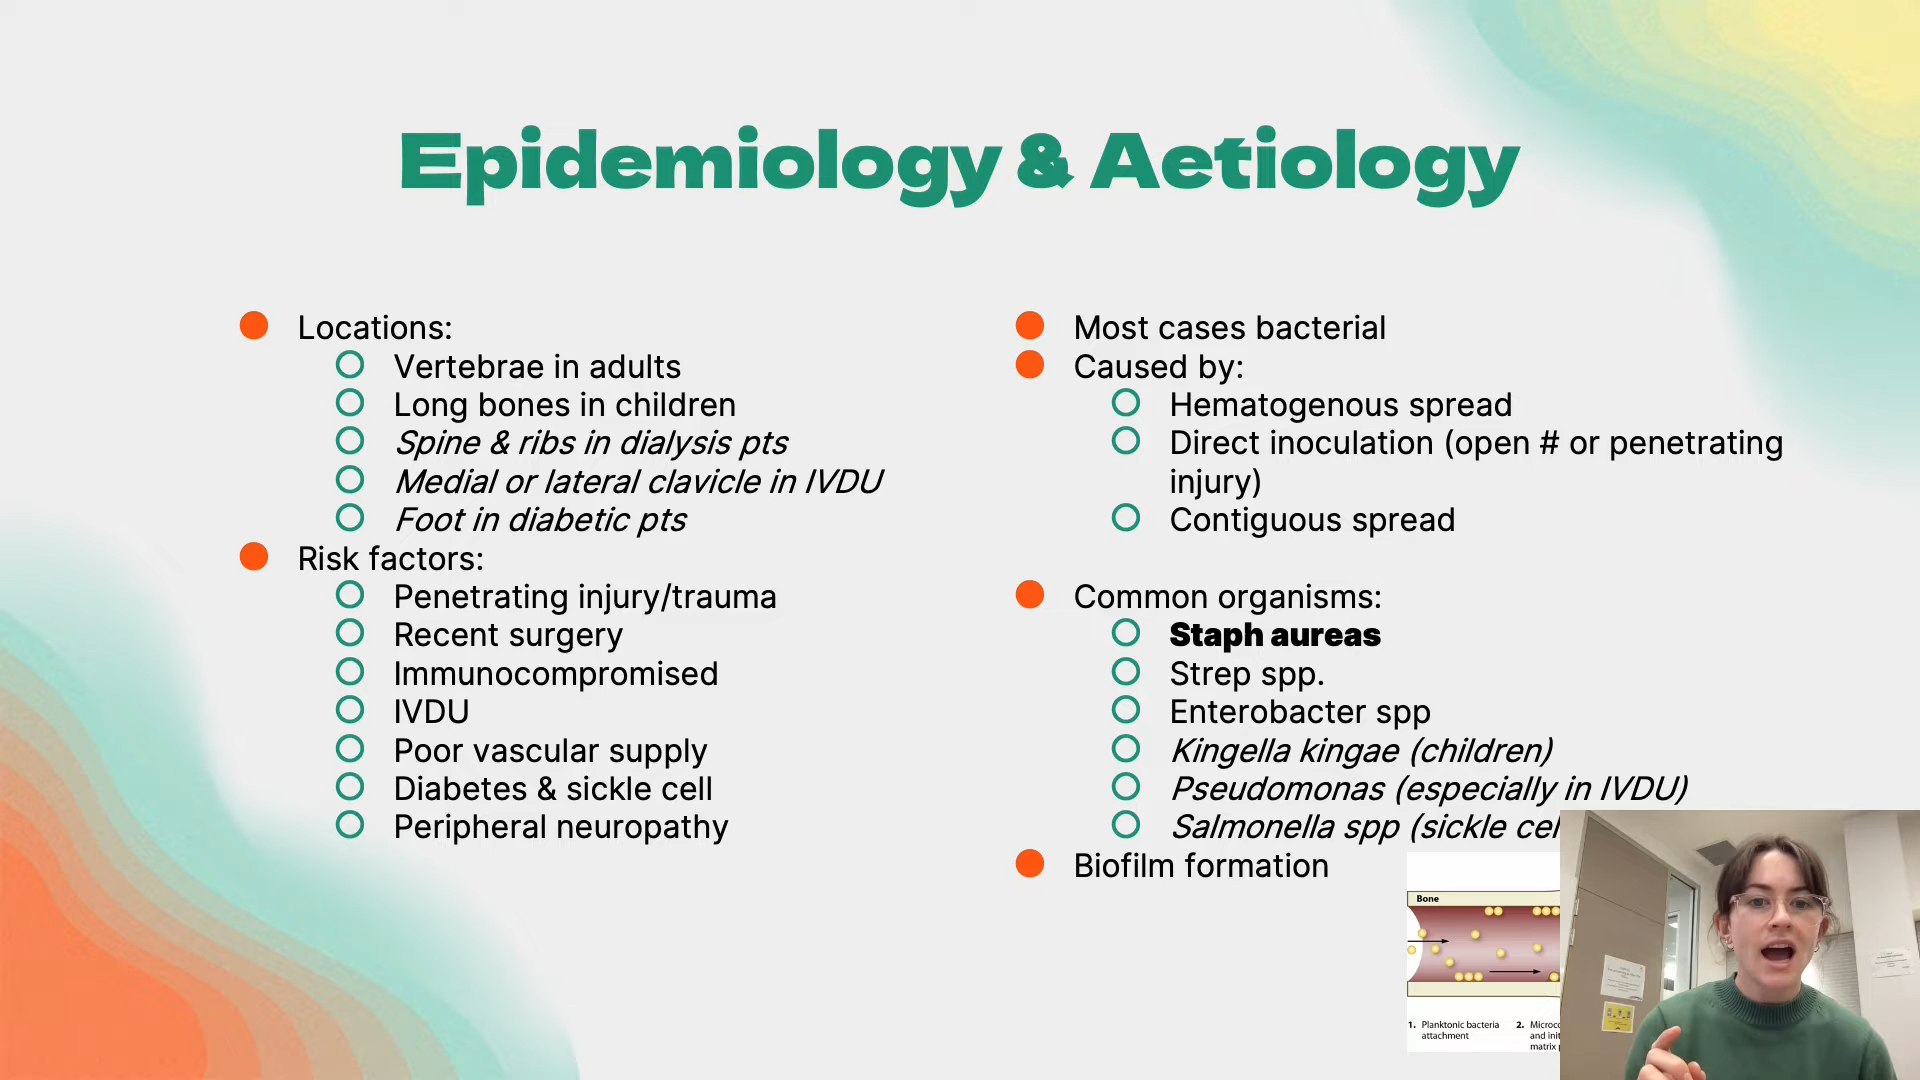 Epidemiology & Aetiology
Locations:
Vertebrae in adults
Long bones in children
Spine & ribs in dialysis pts
Medial or lateral clavicle in IVDU
Foot in diabetic pts
Risk factors:
Penetrating injury/trauma
Recent surgery
Immunocompromised
IVDU
Poor vascular supply
Diabetes & sickle cell
Peripheral neuropathy
Most cases bacterial
Caused by:
Hematogenous spread
Direct inoculation (open # or penetrating
injury)
Contiguous spread
Common organisms:
Staph aureas
Strep spp.
Enterobacter spp
Kingella kingae (children)
Pseudomonas (especially in IVDU)
Salmonella spp (sickle cel
Biofilm formation
Bone
1. Planktonic bacteria
attachment
2. Microc
and init
matrix